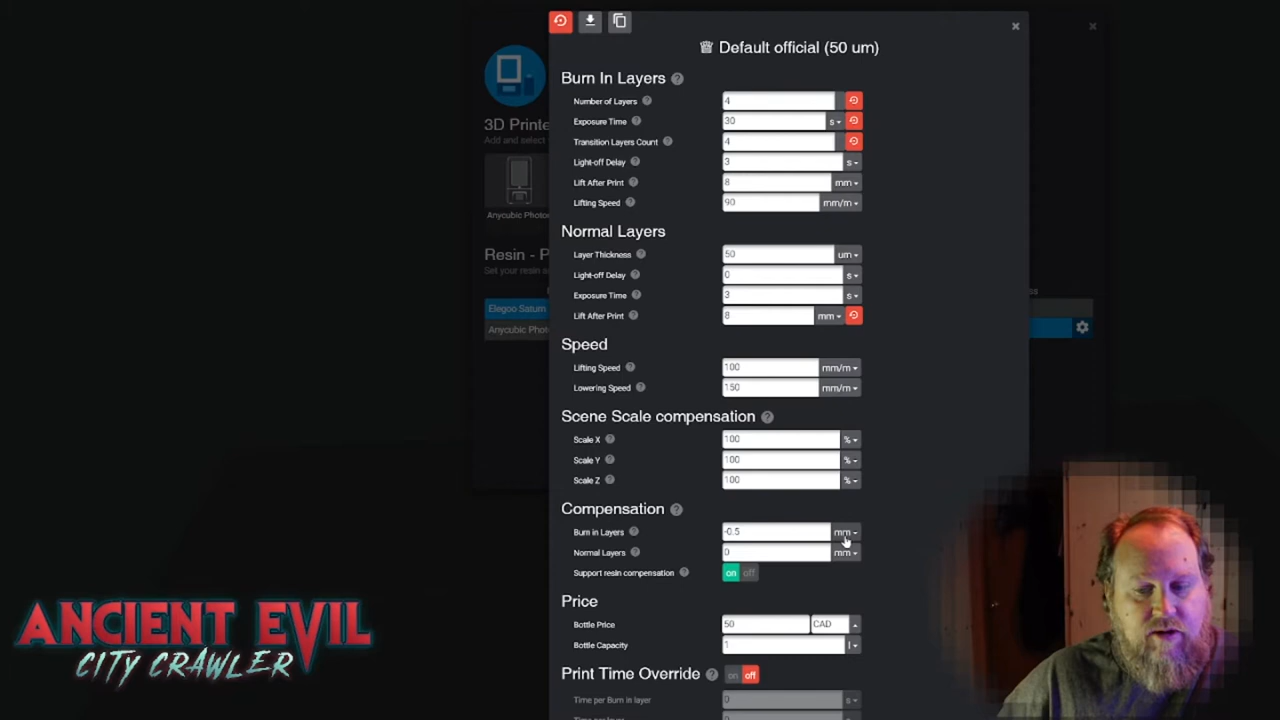 Default official (50 um)
Burn In Layers
Number of Layers 4
Exposure Time 30 s
Transition Layers Count 4
Light-off Delay 3 s
Lift After Print 8 mm
Lifting Speed 90 mm/m
3D Printe
Add and select
Anycubic Photo
Normal Layers
Layer Thickness 50 um
Light-off Delay 0 s
Exposure Time 3 s
Lift After Print 8 mm
Resin - P
Set your resin
Elegoo Saturn
Anycubic Phot
Speed
Lifting Speed 100 mm/m
Lowering Speed 150 mm/m
Scene Scale compensation
Scale X 100 %
Scale Y 100 %
Scale Z 100 %
Compensation
Burn in Layers -0.5 mm
Normal Layers 0 mm
Support resin compensation on off
Price
Bottle Price 50 CAD
Bottle Capacity 1 l
Print Time Override on off
Time per Burn in layer 0 s
ANCIENT EVIL
CITY CRAWLER